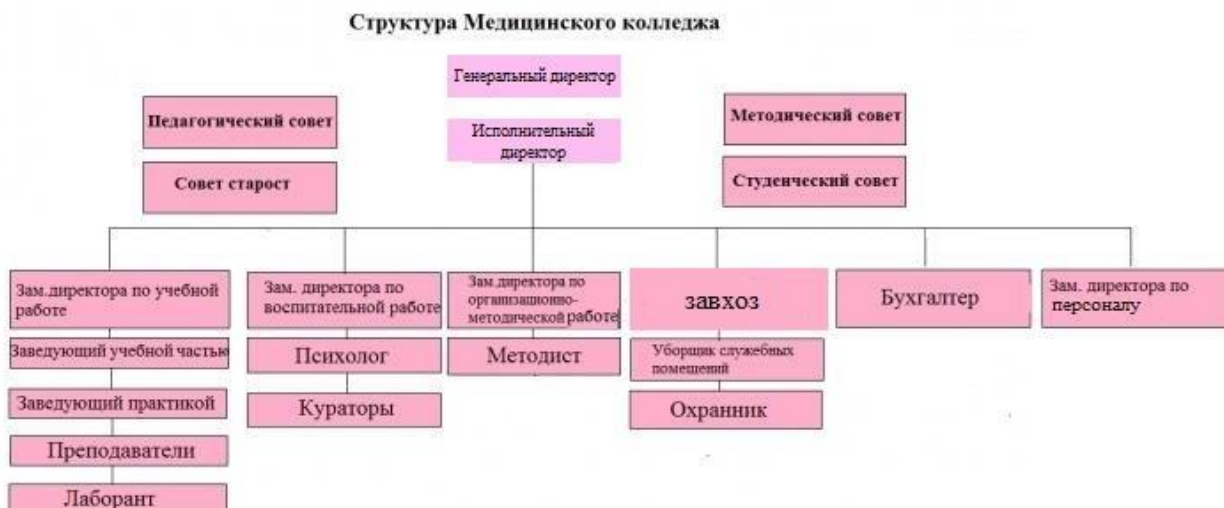 Структура Медицинского колледжа
Генеральный директор
Педагогический совет
Исполнительный
директор
Методический совет
Совет старост
Студенческий совет
Зам.директора по учебной
работе
Зам. директора по
воспитательной работе
Зам.директора по
организационно-
методической работе
завхоз
Бухгалтер
Зам. директора по
персоналу
Заведующий учебной частью
Психолог
Методист
Уборщик служебных
помещений
Заведующий практикой
Кураторы
Охранник
Преподаватели
Лаборант